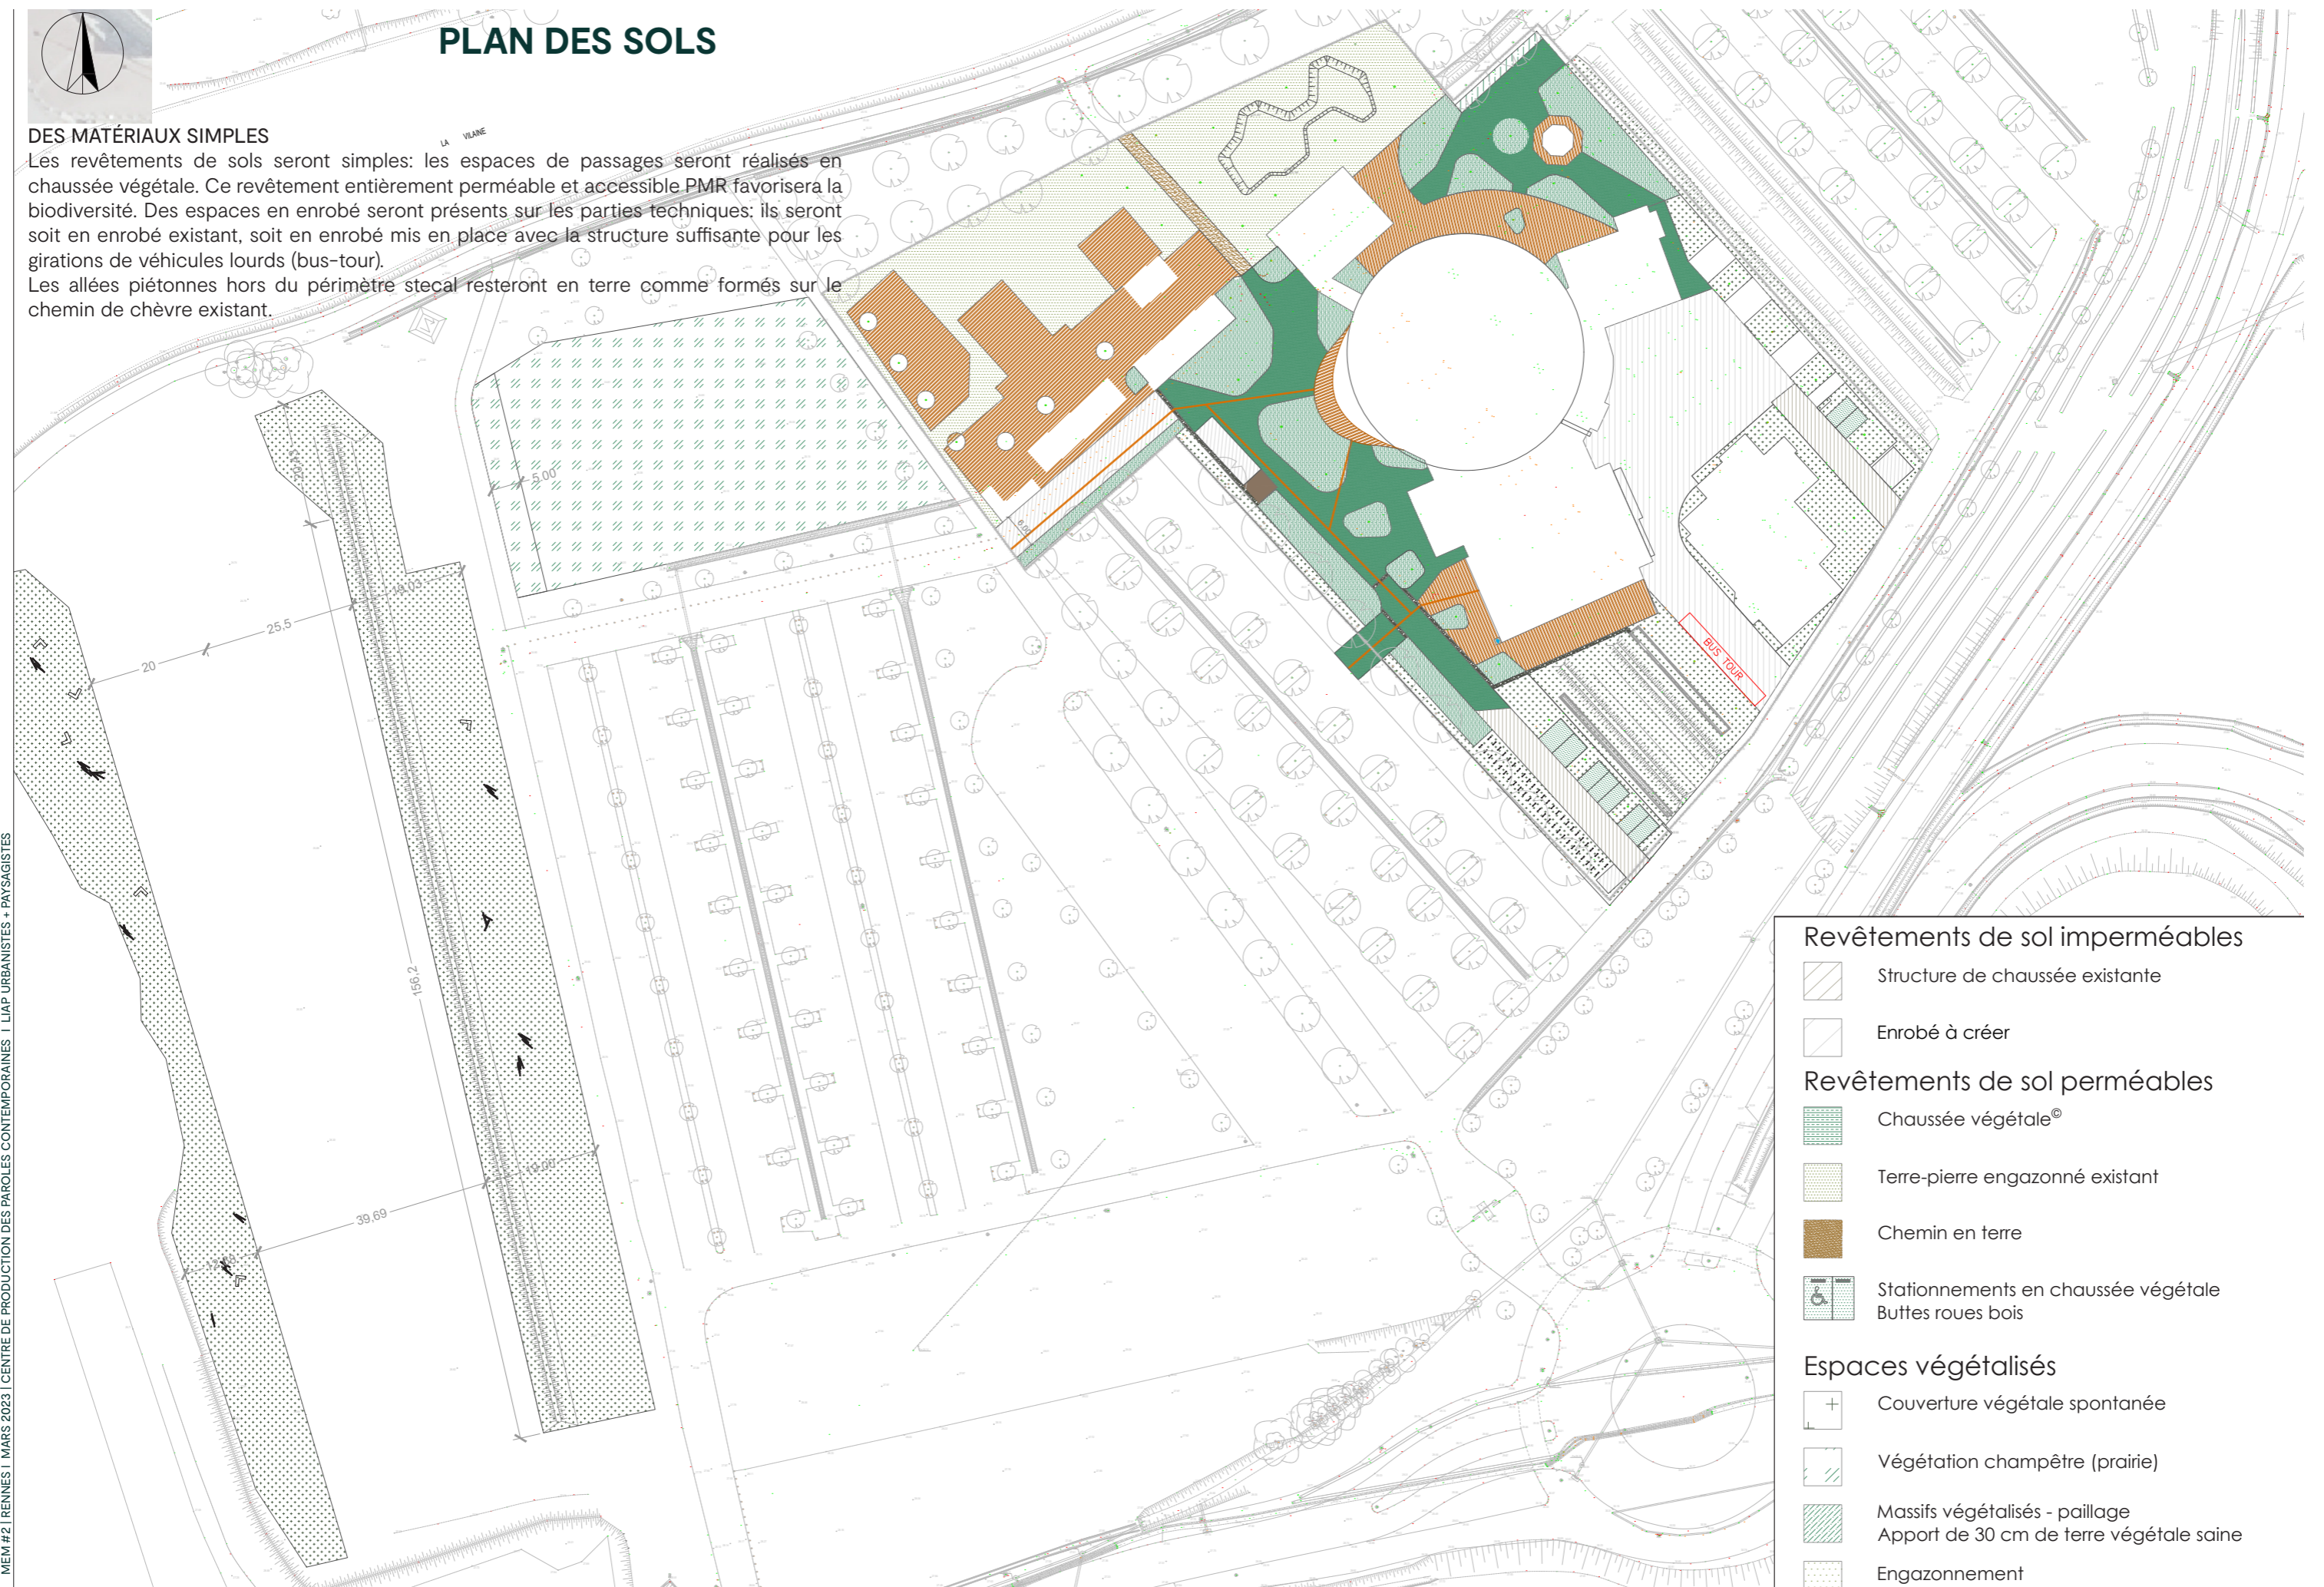 PLAN DES SOLS
DES MATÉRIAUX SIMPLES
Les revêtements de sols seront simples: les espaces de passages seront réalisés en
chaussée végétale. Ce revêtement entièrement perméable et accessible PMR favorisera la
biodiversité. Des espaces en enrobé seront présents sur les parties techniques: ils seront
soit en enrobé existant, soit en enrobé mis en place avec la structure suffisante pour les
girations de véhicules lourds (bus-tour).
Les allées piétonnes hors du périmètre stecal resteront en terre comme formés sur le
chemin de chèvre existant.
LA VILAINE
5.00
6.00
19.03
25,5
20
156,2
19.00
39,69
BUS TOUR
Revêtements de sol imperméables
Structure de chaussée existante
Enrobé à créer
Revêtements de sol perméables
Chaussée végétale©
Terre-pierre engazonné existant
Chemin en terre
Stationnements en chaussée végétale
Buttes roues bois
Espaces végétalisés
Couverture végétale spontanée
Végétation champêtre (prairie)
Massifs végétalisés - paillage
Apport de 30 cm de terre végétale saine
Engazonnement
MEM #2 | RENNES I MARS 2023 | CENTRE DE PRODUCTION DES PAROLES CONTEMPORAINES I LIAP URBANISTES + PAYSAGISTES